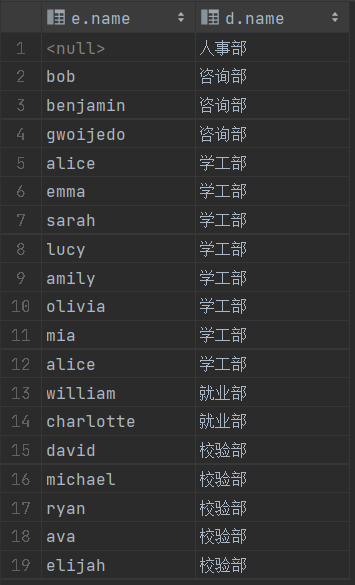 e.name d.name
1 <null> 人事部
2 bob 咨询部
3 benjamin 咨询部
4 gwoijedo 咨询部
5 alice 学工部
6 emma 学工部
7 sarah 学工部
8 lucy 学工部
9 amily 学工部
10 olivia 学工部
11 mia 学工部
12 alice 学工部
13 william 就业部
14 charlotte 就业部
15 david 校验部
16 michael 校验部
17 ryan 校验部
18 ava 校验部
19 elijah 校验部